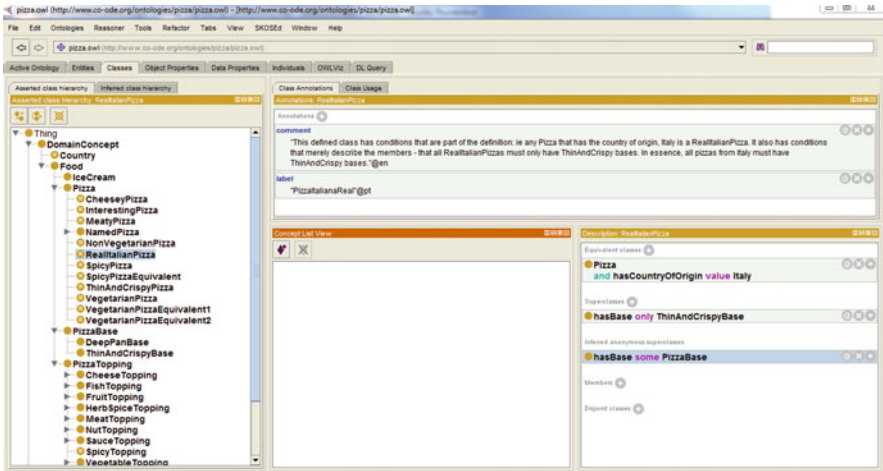 pizza.owl (http://www.co-ode.org/ontologies/pizza/pizza.owl) - [http://www.co-ode.org/ontologies/pizza/pizza.owl]
File Edit Ontologies Reasoner Tools Refactor Tabs View SKOSEd Window Help
pizza.owl (http://www.co-ode.org/ontologies/pizza/pizza.owl)
Active Ontology Entities Classes Object Properties Data Properties Individuals OWLViz DL Query
Asserted class hierarchy Inferred class hierarchy
Asserted class hierarchy: RealItalianPizza
Thing
DomainConcept
Country
Food
IceCream
Pizza
CheeseyPizza
InterestingPizza
MeatyPizza
NamedPizza
NonVegetarianPizza
RealItalianPizza
SpicyPizza
SpicyPizzaEquivalent
ThinAndCrispyPizza
VegetarianPizza
VegetarianPizzaEquivalent1
VegetarianPizzaEquivalent2
PizzaBase
DeepPanBase
ThinAndCrispyBase
PizzaTopping
CheeseTopping
FishTopping
FruitTopping
HerbSpiceTopping
MeatTopping
NutTopping
SauceTopping
SpicyTopping
VegetableTopping
Class Annotations Class Usage
Annotations: RealItalianPizza
Annotations
comment
"This defined class has conditions that are part of the definition: ie any Pizza that has the country of origin, Italy is a RealItalianPizza. It also has conditions
that merely describe the members - that all RealItalianPizzas must only have ThinAndCrispy bases. In essence, all pizzas from Italy must have
ThinAndCrispy bases."@en
label
"PizzaItalianaReal"@pt
Concept List View:
Description: RealItalianPizza
Equivalent classes
Pizza
and hasCountryOfOrigin value Italy
Superclasses
hasBase only ThinAndCrispyBase
Inferred anonymous superclasses
hasBase some PizzaBase
Members
Disjoint classes